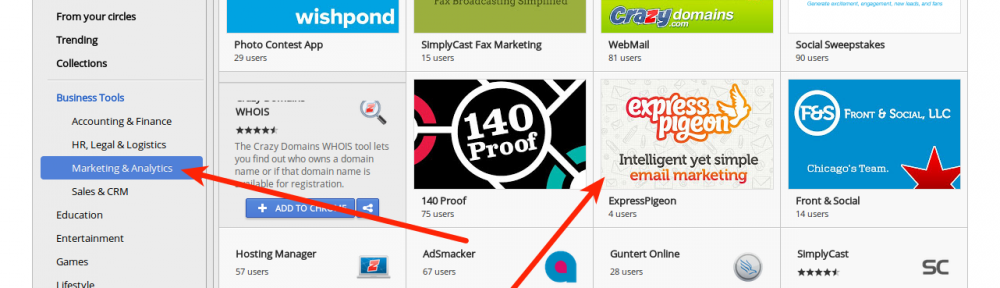 From your circles
Trending
Collections
Business Tools
Accounting & Finance
HR, Legal & Logistics
Marketing & Analytics
Sales & CRM
Education
Entertainment
Games
Lifestyle
wishpond
Photo Contest App
29 users
Fax Broadcasting Simplified
SimplyCast Fax Marketing
15 users
Crazydomains
.com
WebMail
81 users
Generate excitement, engagement, new leads, and fans
Social Sweepstakes
90 users
Crazy Domains
WHOIS
The Crazy Domains WHOIS tool lets
you find out who owns a domain
name or if that domain name is
available for registration.
ADD TO CHROME
140
Proof
140 Proof
75 users
express
pigeon
Intelligent yet simple
email marketing
ExpressPigeon
4 users
F&S
FRONT & SOCIAL, LLC
Chicago's Team.
Front & Social
14 users
Hosting Manager
57 users
Z
AdSmacker
67 users
Guntert Online
28 users
SimplyCast
SC